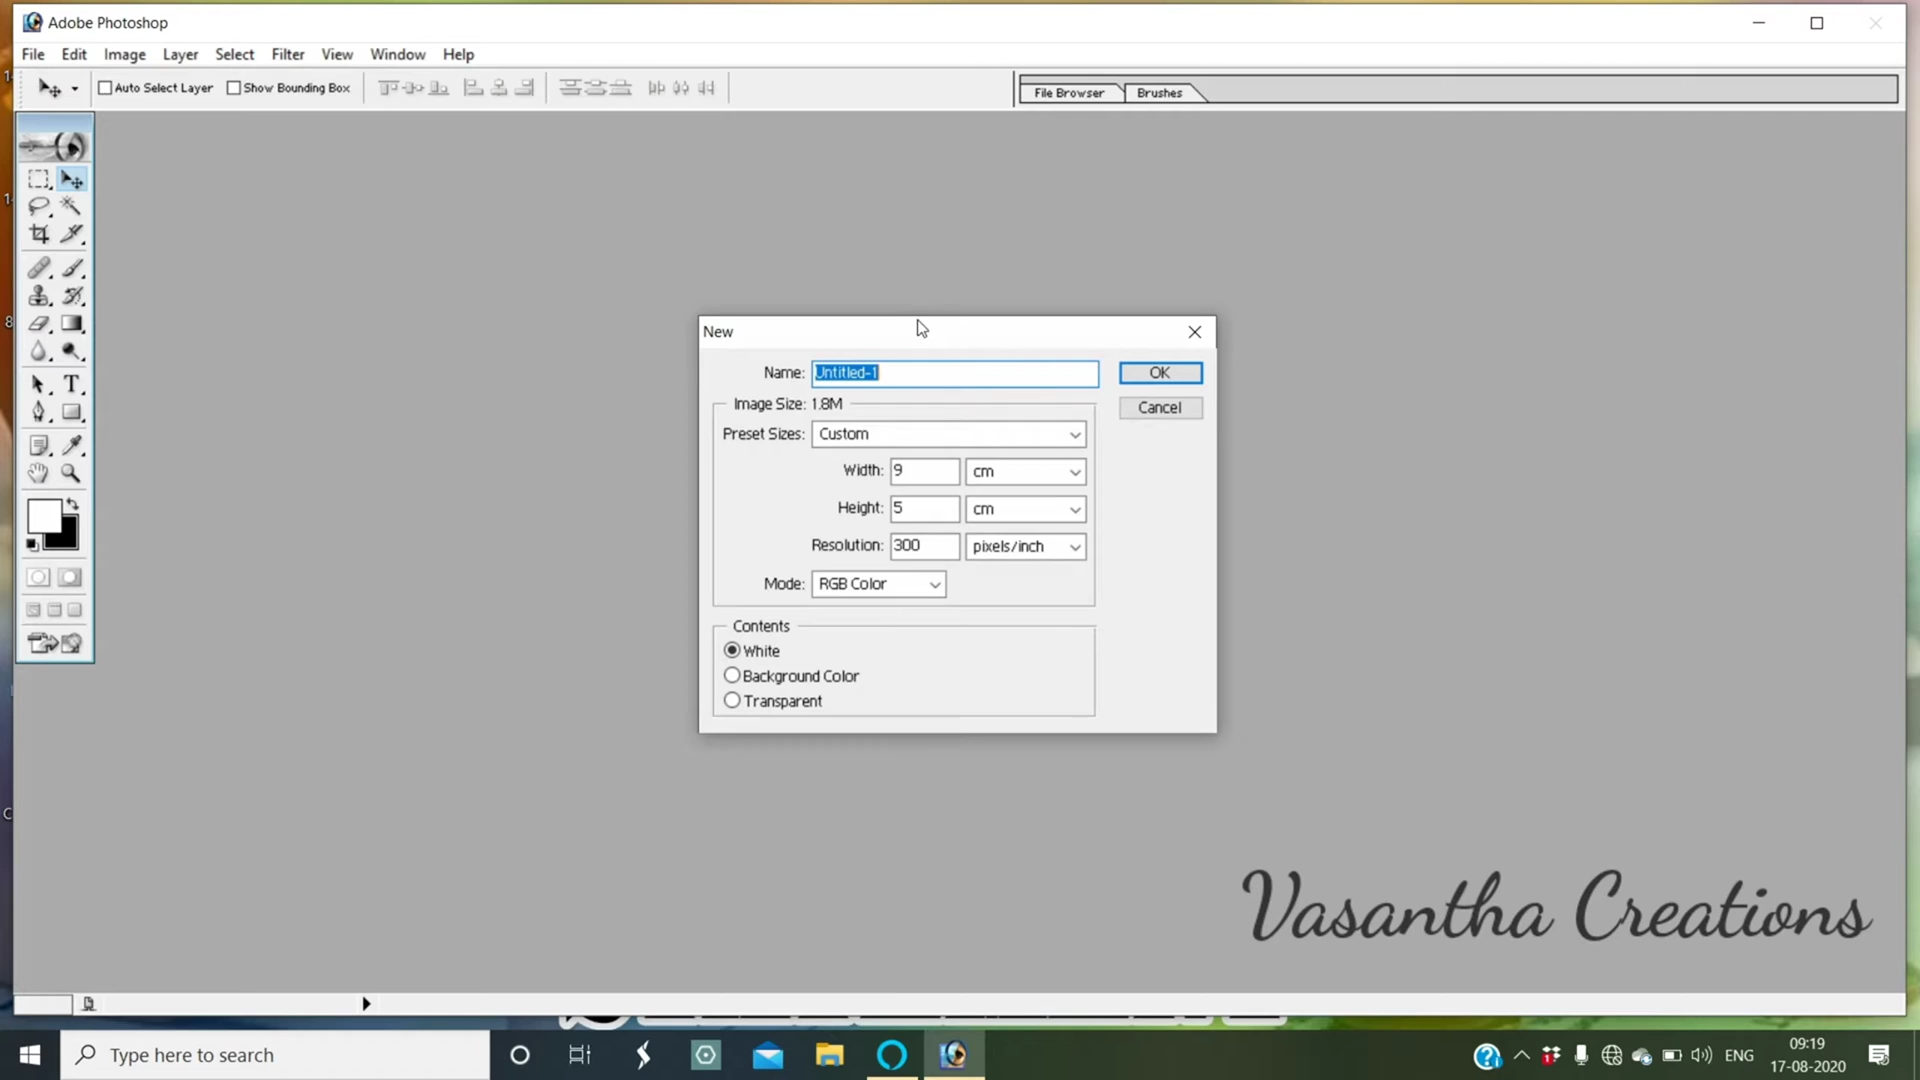 Adobe Photoshop
File Edit Image Layer Select Filter View Window Help
Auto Select Layer Show Bounding Box File Browser Brushes
New
Name: Untitled-1 OK
Image Size: 1.8M Cancel
Preset Sizes: Custom
Width: 9 cm
Height: 5 cm
Resolution: 300 pixels/inch
Mode: RGB Color
Contents
White
Background Color
Transparent
Vasantha Creations
Type here to search ENG 09:19
17-08-2020